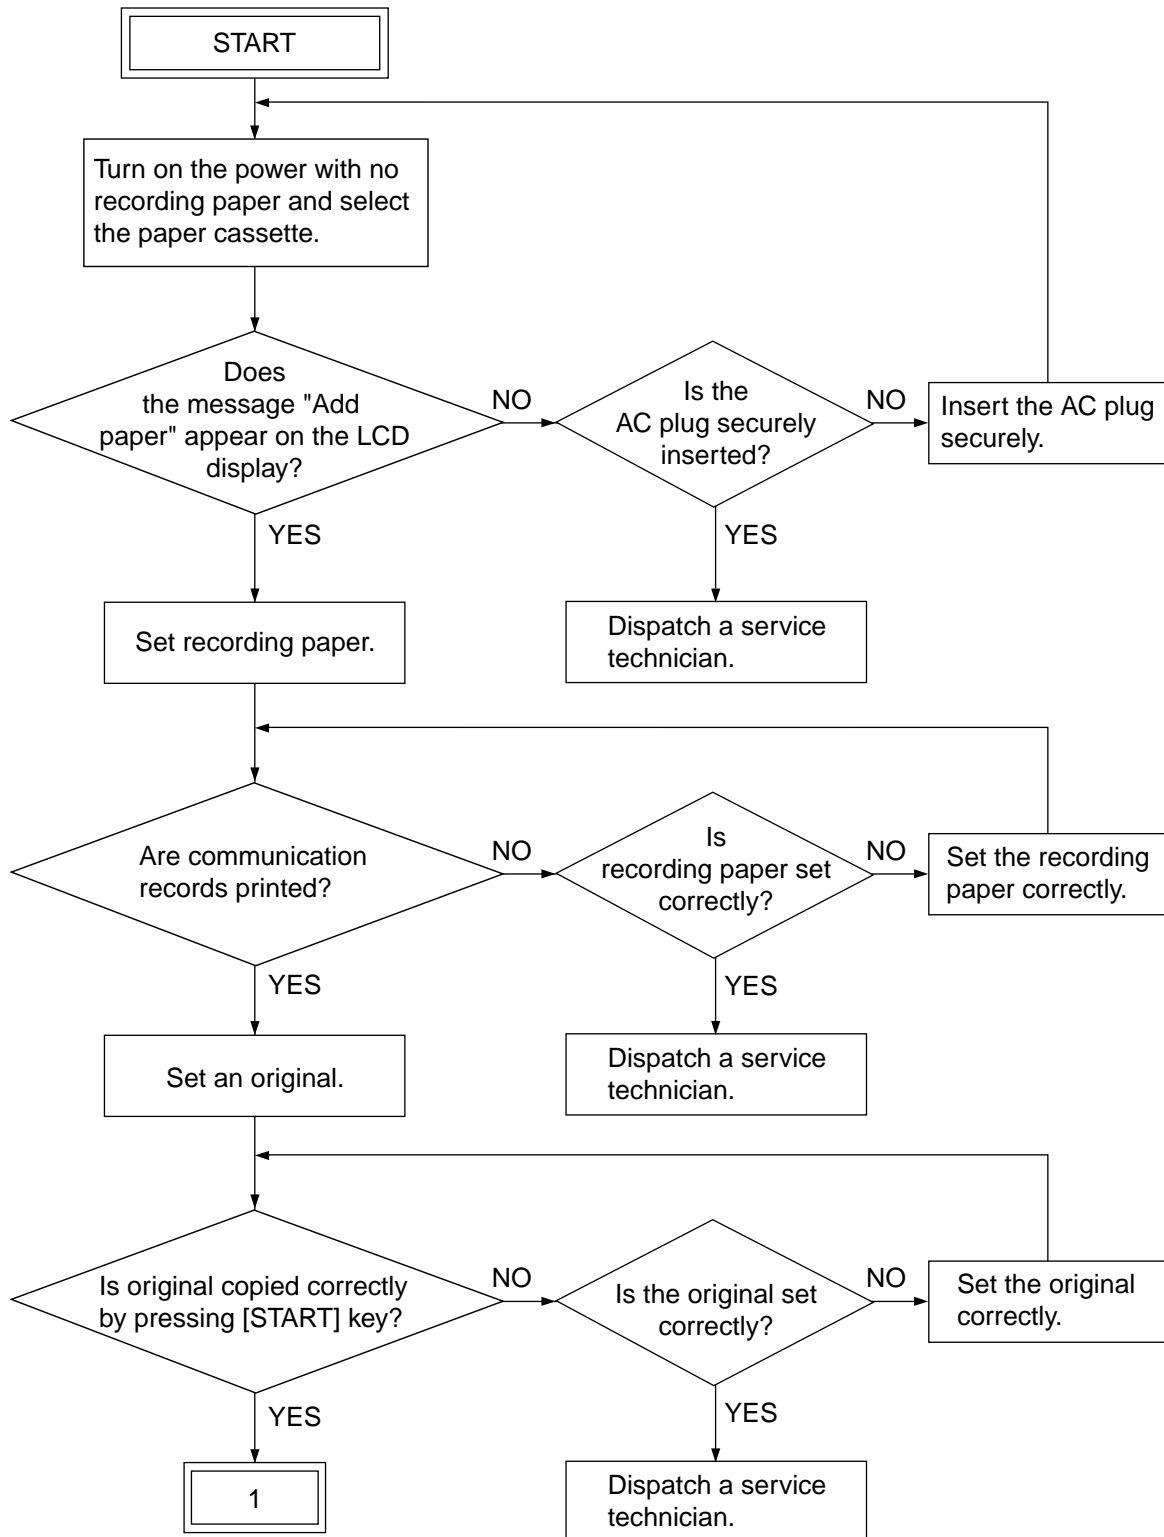 START
Turn on the power with no
recording paper and select
the paper cassette.
Does
the message "Add
paper" appear on the LCD
display?
NO
Is the
AC plug securely
inserted?
NO
Insert the AC plug
securely.
YES
YES
Set recording paper.
Dispatch a service
technician.
Are communication
records printed?
NO
Is
recording paper set
correctly?
NO
Set the recording
paper correctly.
YES
YES
Set an original.
Dispatch a service
technician.
Is original copied correctly
by pressing [START] key?
NO
Is the original set
correctly?
NO
Set the original
correctly.
YES
YES
1
Dispatch a service
technician.